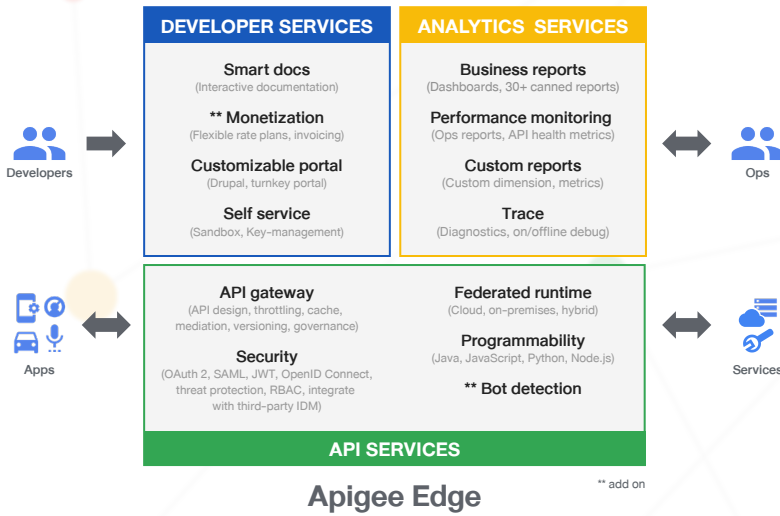 DEVELOPER SERVICES
Smart docs
(Interactive documentation)
** Monetization
(Flexible rate plans, invoicing)
Customizable portal
(Drupal, turnkey portal)
Self service
(Sandbox, Key-management)
ANALYTICS SERVICES
Business reports
(Dashboards, 30+ canned reports)
Performance monitoring
(Ops reports, API health metrics)
Custom reports
(Custom dimension, metrics)
Trace
(Diagnostics, on/offline debug)
Developers
Ops
API gateway
(API design, throttling, cache,
mediation, versioning, governance)
Security
(OAuth 2, SAML, JWT, OpenID Connect,
threat protection, RBAC, integrate
with third-party IDM)
Federated runtime
(Cloud, on-premises, hybrid)
Programmability
(Java, JavaScript, Python, Node.js)
** Bot detection
Apps
Services
API SERVICES
Apigee Edge
** add on